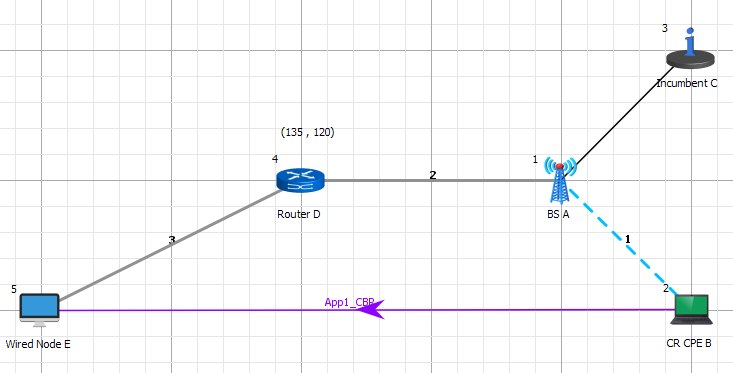 3
Incumbent C
(135 , 120)
4
2
1
Router D
BS A
3
1
5
App1_CBR
2
Wired Node E
CR CPE B